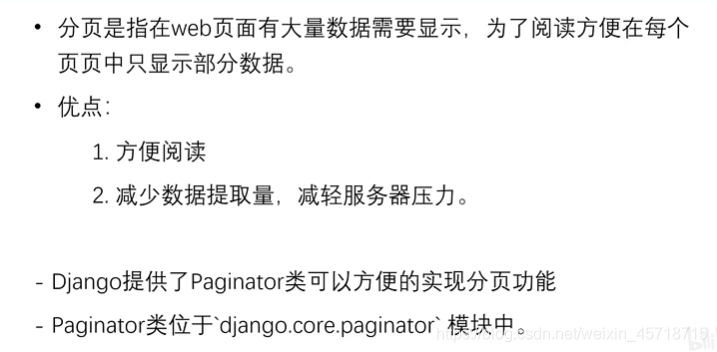 • 分页是指在web页面有大量数据需要显示，为了阅读方便在每个
页页中只显示部分数据。
• 优点：
1. 方便阅读
2. 减少数据提取量，减轻服务器压力。
- Django提供了Paginator类可以方便的实现分页功能
- Paginator类位于`django.core.paginator` 模块中。